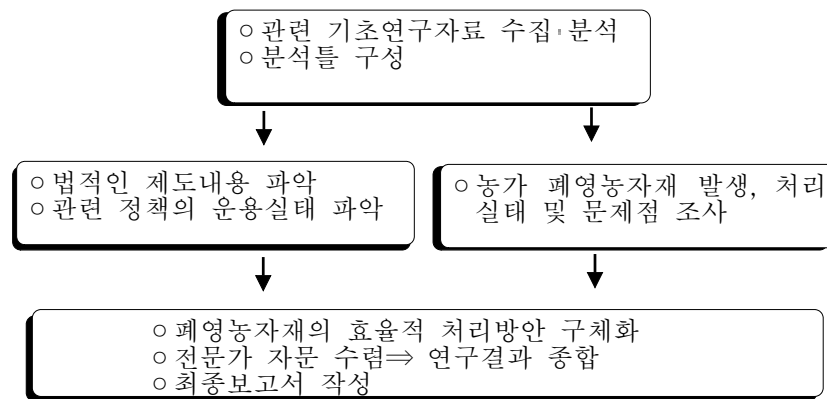 ○ 관련 기초연구자료 수집·분석
○ 분석틀 구성
○ 법적인 제도내용 파악
○ 관련 정책의 운용실태 파악
○ 농가 폐영농자재 발생, 처리
실태 및 문제점 조사
○ 폐영농자재의 효율적 처리방안 구체화
○ 전문가 자문 수렴⇒ 연구결과 종합
○ 최종보고서 작성